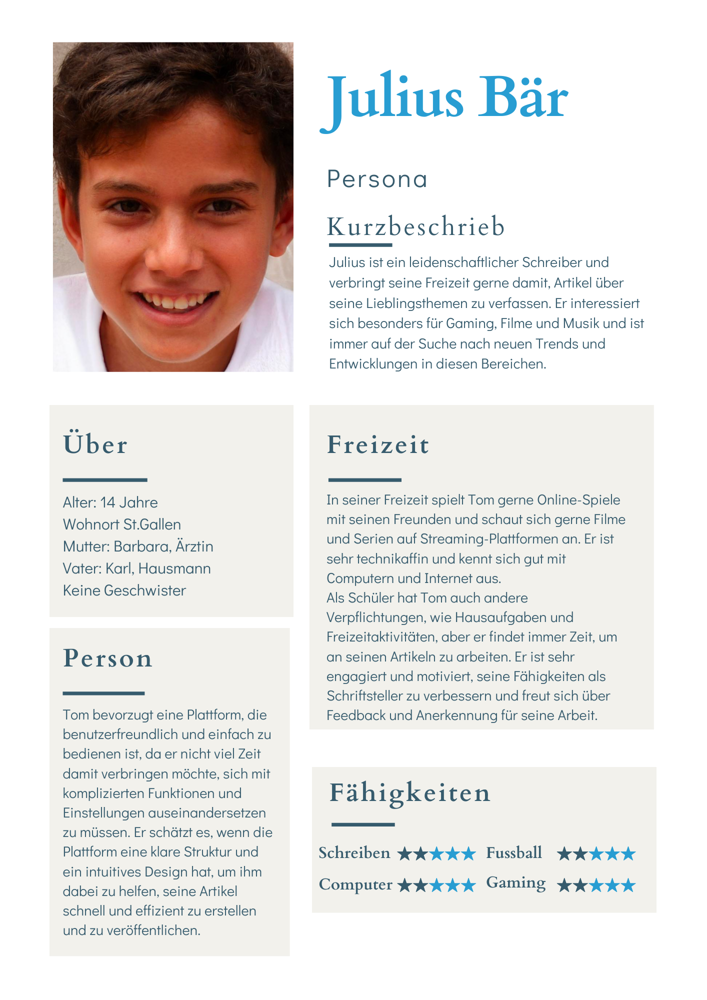 Julius Bär
Persona
Kurzbeschrieb
Julius ist ein leidenschaftlicher Schreiber und
verbringt seine Freizeit gerne damit, Artikel über
seine Lieblingsthemen zu verfassen. Er interessiert
sich besonders für Gaming, Filme und Musik und ist
immer auf der Suche nach neuen Trends und
Entwicklungen in diesen Bereichen.
Über
Alter: 14 Jahre
Wohnort St.Gallen
Mutter: Barbara, Ärztin
Vater: Karl, Hausmann
Keine Geschwister
Person
Tom bevorzugt eine Plattform, die
benutzerfreundlich und einfach zu
bedienen ist, da er nicht viel Zeit
damit verbringen möchte, sich mit
komplizierten Funktionen und
Einstellungen auseinandersetzen
zu müssen. Er schätzt es, wenn die
Plattform eine klare Struktur und
ein intuitives Design hat, um ihm
dabei zu helfen, seine Artikel
schnell und effizient zu erstellen
und zu veröffentlichen.
Freizeit
In seiner Freizeit spielt Tom gerne Online-Spiele
mit seinen Freunden und schaut sich gerne Filme
und Serien auf Streaming-Plattformen an. Er ist
sehr technikaffin und kennt sich gut mit
Computern und Internet aus.
Als Schüler hat Tom auch andere
Verpflichtungen, wie Hausaufgaben und
Freizeitaktivitäten, aber er findet immer Zeit, um
an seinen Artikeln zu arbeiten. Er ist sehr
engagiert und motiviert, seine Fähigkeiten als
Schriftsteller zu verbessern und freut sich über
Feedback und Anerkennung für seine Arbeit.
Fähigkeiten
Schreiben ★★★★★ Fussball ★★★★★
Computer ★★★★★ Gaming ★★★★★